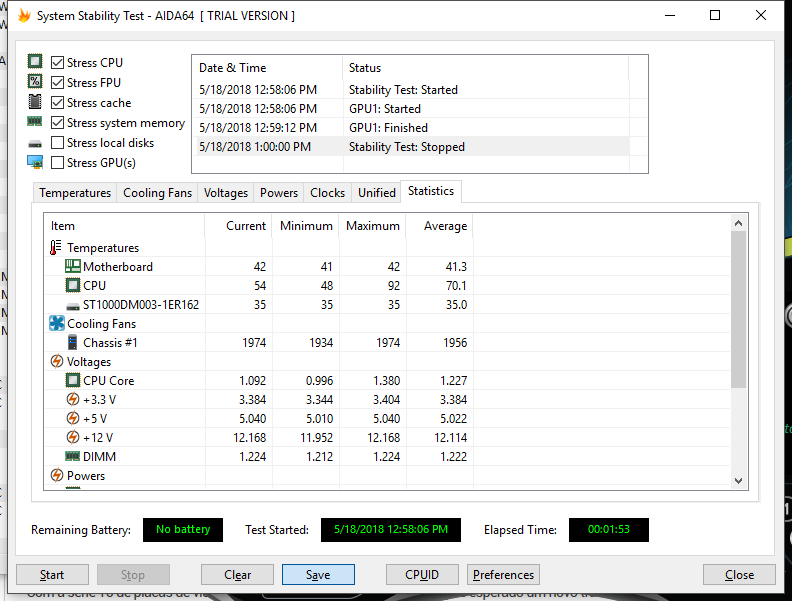 System Stability Test - AIDA64 [ TRIAL VERSION ]
Stress CPU
Stress FPU
Stress cache
Stress system memory
Stress local disks
Stress GPU(s)
Date & Time Status
5/18/2018 12:58:06 PM Stability Test: Started
5/18/2018 12:58:06 PM GPU1: Started
5/18/2018 12:59:12 PM GPU1: Finished
5/18/2018 1:00:00 PM Stability Test: Stopped
Temperatures Cooling Fans Voltages Powers Clocks Unified Statistics
Item Current Minimum Maximum Average
Temperatures
Motherboard 42 41 42 41.3
CPU 54 48 92 70.1
ST1000DM003-1ER162 35 35 35 35.0
Cooling Fans
Chassis #1 1974 1934 1974 1956
Voltages
CPU Core 1.092 0.996 1.380 1.227
+3.3 V 3.384 3.344 3.404 3.384
+5 V 5.040 5.010 5.040 5.022
+12 V 12.168 11.952 12.168 12.114
DIMM 1.224 1.212 1.224 1.222
Powers
Remaining Battery: No battery Test Started: 5/18/2018 12:58:06 PM Elapsed Time: 00:01:53
Start Stop Clear Save CPUID Preferences Close